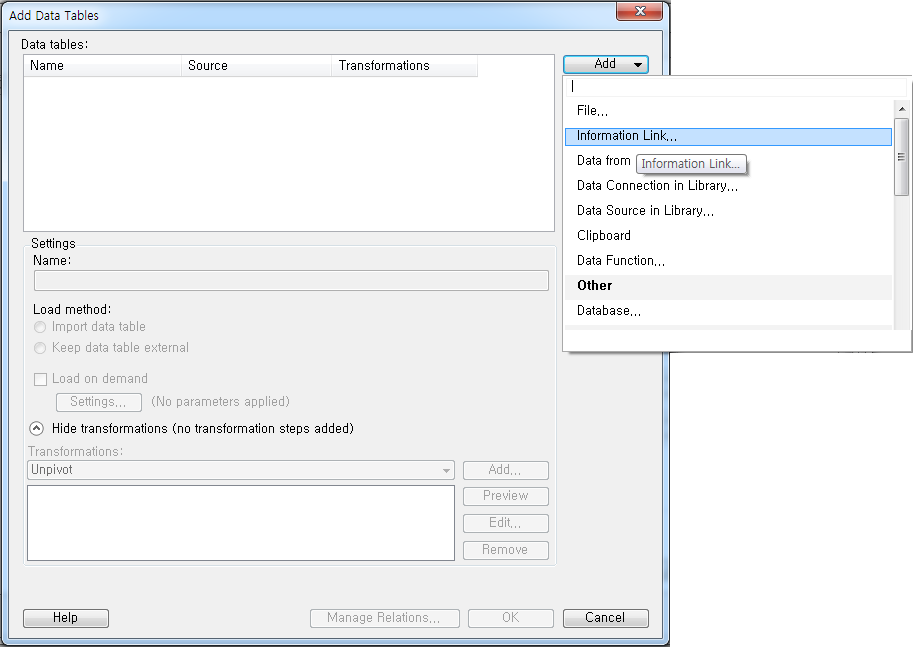 Add Data Tables
Data tables:
Name Source Transformations
Add
File...
Information Link...
Data from
Information Link...
Data Connection in Library...
Data Source in Library...
Clipboard
Data Function...
Other
Database...
Settings
Name:
Load method:
Import data table
Keep data table external
Load on demand
Settings... (No parameters applied)
Hide transformations (no transformation steps added)
Transformations:
Unpivot
Add...
Preview
Edit...
Remove
Help Manage Relations... OK Cancel